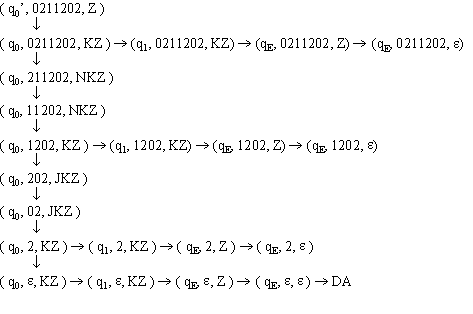 ( q₀’, 0211202, Z )
↓
( q₀, 0211202, KZ ) → (q₁, 0211202, KZ) → (qE, 0211202, Z) → (qE, 0211202, ε)
↓
( q₀, 211202, NKZ )
↓
( q₀, 11202, NKZ )
↓
( q₀, 1202, KZ ) → (q₁, 1202, KZ) → (qE, 1202, Z) → (qE, 1202, ε)
↓
( q₀, 202, JKZ )
↓
( q₀, 02, JKZ )
↓
( q₀, 2, KZ ) → ( q₁, 2, KZ ) → ( qE, 2, Z ) → ( qE, 2, ε )
↓
( q₀, ε, KZ ) → ( q₁, ε, KZ ) → ( qE, ε, Z ) → ( qE, ε, ε ) → DA